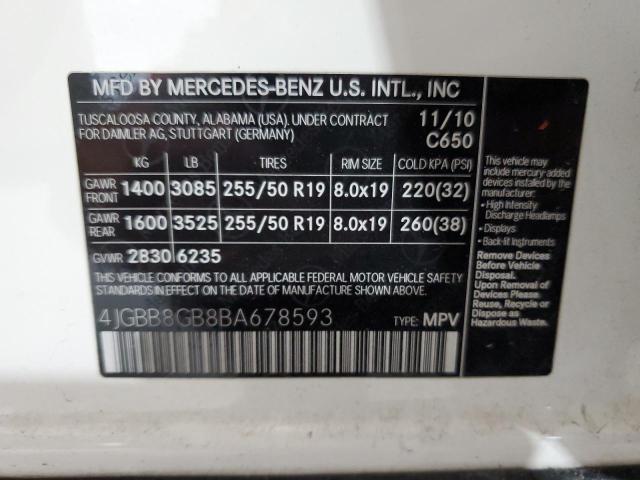 MFD BY MERCEDES-BENZ U.S. INTL., INC
TUSCALOOSA COUNTY, ALABAMA (USA). UNDER CONTRACT
FOR DAIMLER AG, STUTTGART (GERMANY)
11/10
C650
KG LB TIRES RIM SIZE COLD KPA (PSI)
GAWR FRONT 1400 3085 255/50 R19 8.0x19 220(32)
GAWR REAR 1600 3525 255/50 R19 8.0x19 260(38)
GVWR 2830 6235
THIS VEHICLE CONFORMS TO ALL APPLICABLE FEDERAL MOTOR VEHICLE SAFETY
STANDARDS IN EFFECT ON THE DATE OF MANUFACTURE SHOWN ABOVE.
4JGBB8GB8BA678593 TYPE: MPV
This vehicle may
include mercury-added
devices installed by the
manufacturer:
• High Intensity
Discharge Headlamps
• Displays
• Back-lit Instruments
Remove Devices
Before Vehicle
Disposal.
Upon Removal
of Devices Please
Reuse, Recycle or
Dispose as
Hazardous Waste.